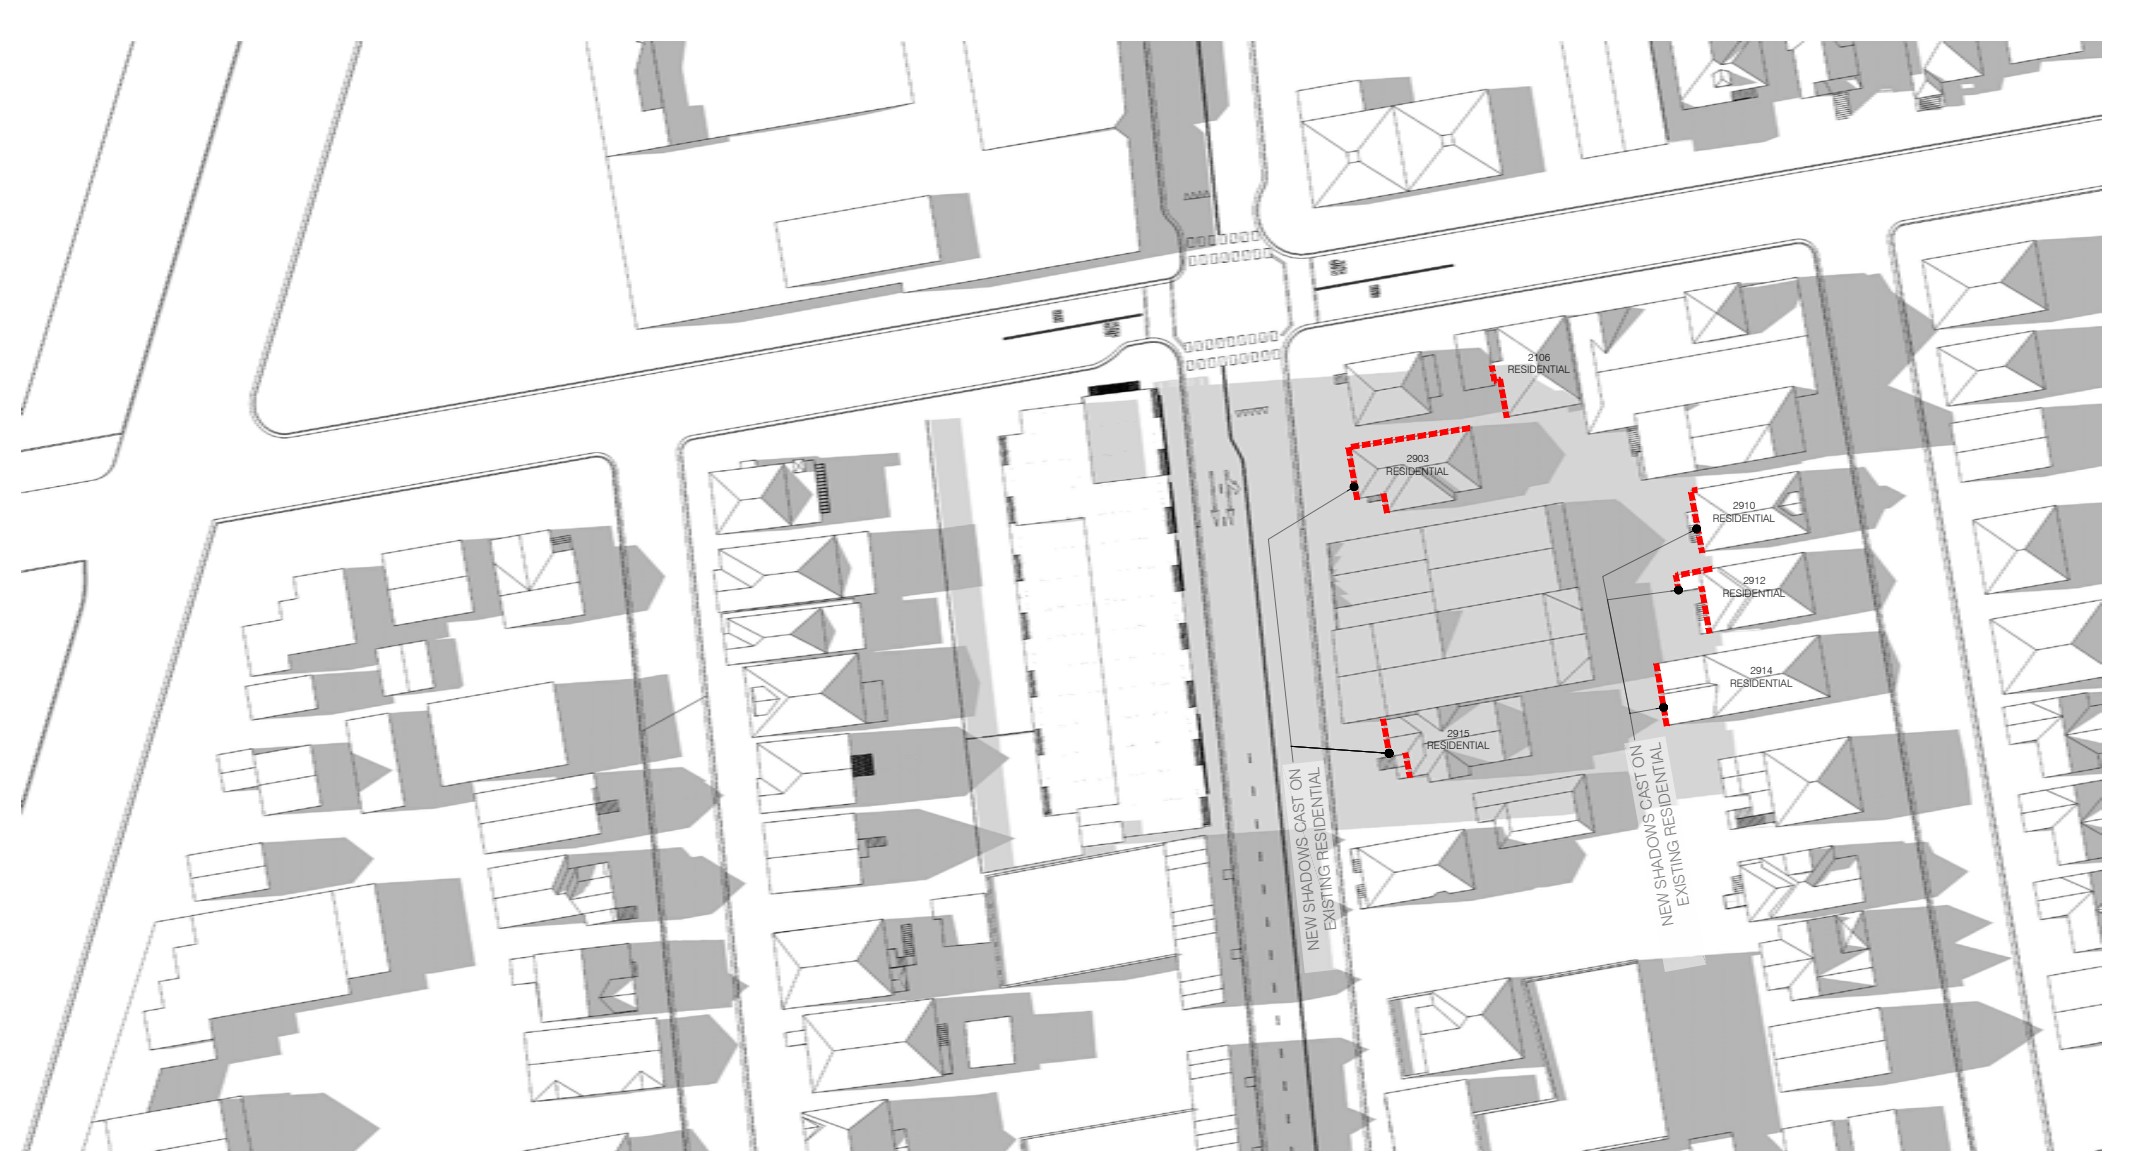 2106
RESIDENTIAL
2903
RESIDENTIAL
2910
RESIDENTIAL
2912
RESIDENTIAL
2914
RESIDENTIAL
2915
RESIDENTIAL
NEW SHADOWS CAST ON
EXISTING RESIDENTIAL
NEW SHADOWS CAST ON
EXISTING RESIDENTIAL